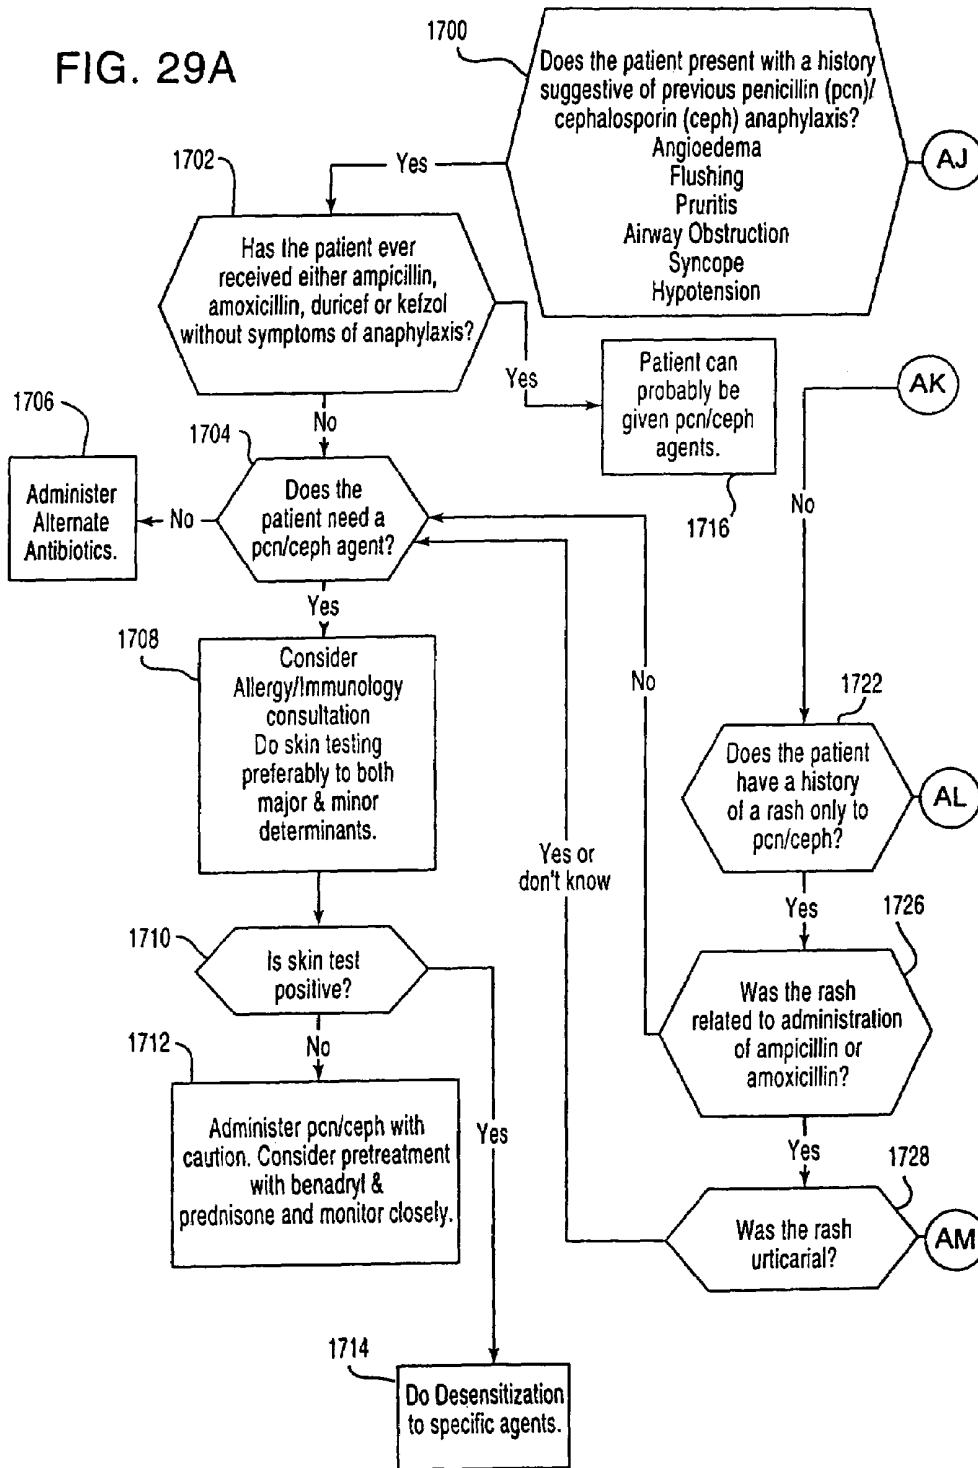 FIG. 29A
1700
Does the patient present with a history
suggestive of previous penicillin (pcn)/
cephalosporin (ceph) anaphylaxis?
Angioedema
Flushing
Pruritis
Airway Obstruction
Syncope
Hypotension
AJ
Yes
1702
Has the patient ever
received either ampicillin,
amoxicillin, duricef or kefzol
without symptoms of anaphylaxis?
Yes
Patient can
probably be
given pcn/ceph
agents.
1716
AK
No
No
1704
Does the
patient need a
pcn/ceph agent?
No
1706
Administer
Alternate
Antibiotics.
Yes
1708
Consider
Allergy/Immunology
consultation
Do skin testing
preferably to both
major & minor
determinants.
No
Yes or
don't know
1722
Does the patient
have a history
of a rash only to
pcn/ceph?
AL
Yes
1710
Is skin test
positive?
1726
Was the rash
related to administration
of ampicillin or
amoxicillin?
No
1712
Administer pcn/ceph with
caution. Consider pretreatment
with benadryl &
prednisone and monitor closely.
Yes
Yes
1728
Was the rash
urticarial?
AM
1714
Do Desensitization
to specific agents.